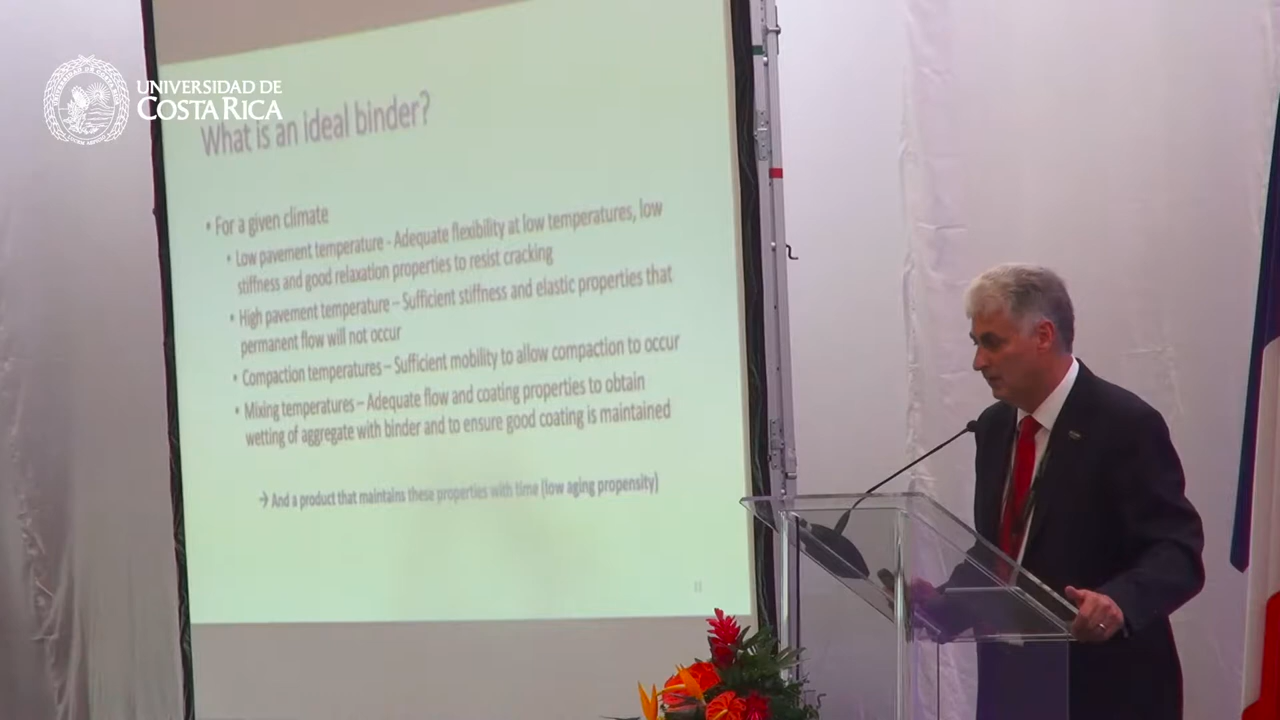 UNIVERSIDAD DE
COSTA RICA
What is an ideal binder?
• For a given climate
• Low pavement temperature - Adequate flexibility at low temperatures, low
stiffness and good relaxation properties to resist cracking
• High pavement temperature – Sufficient stiffness and elastic properties that
permanent flow will not occur
• Compaction temperatures – Sufficient mobility to allow compaction to occur
• Mixing temperatures – Adequate flow and coating properties to obtain
wetting of aggregate with binder and to ensure good coating is maintained
→ And a product that maintains these properties with time (low aging propensity)
11